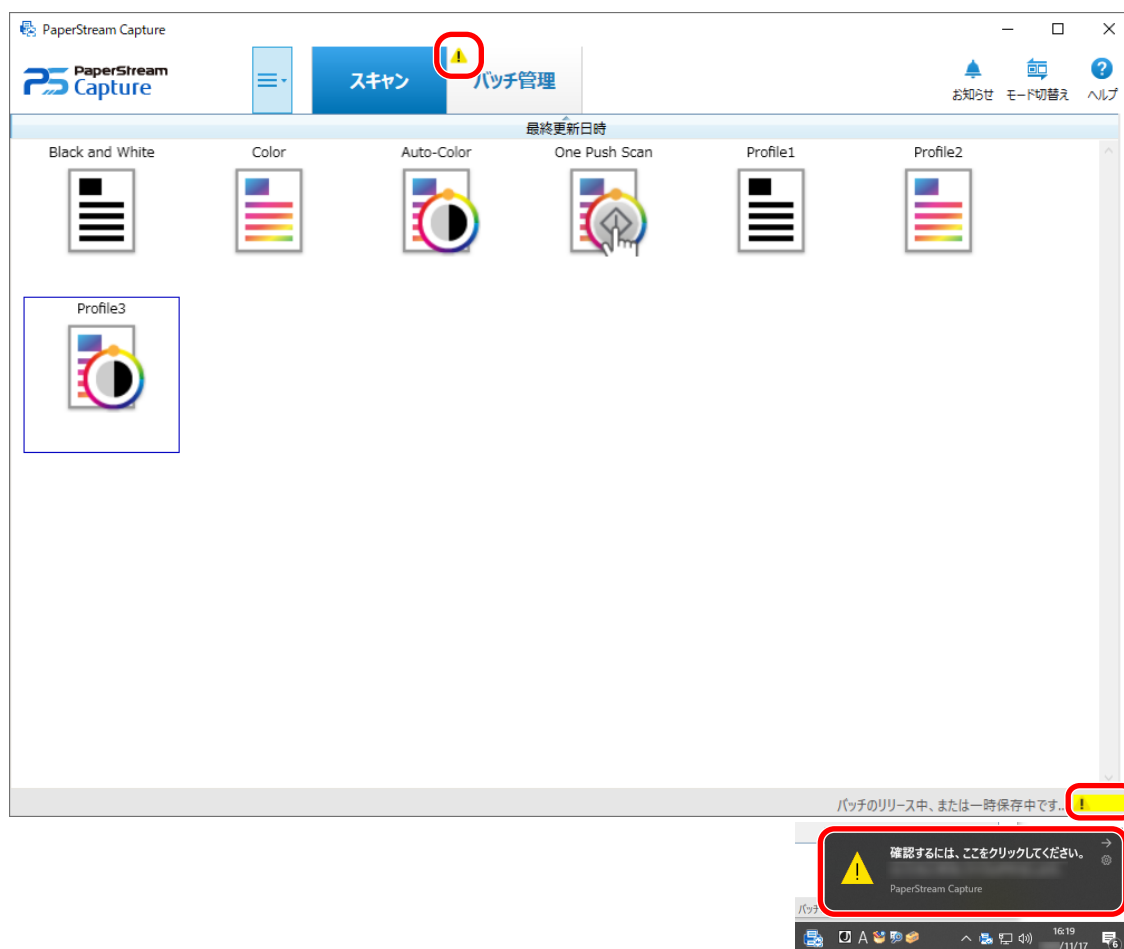 PaperStream Capture
PaperStream
Capture
スキャン
バッチ管理
お知らせ
モード切替え
ヘルプ
最終更新日時
Black and White
Color
Auto-Color
One Push Scan
Profile1
Profile2
Profile3
バッチのリリース中、または一時保存中です...
確認するには、ここをクリックしてください。
PaperStream Capture
バッチ
A
16:19
/11/17
6